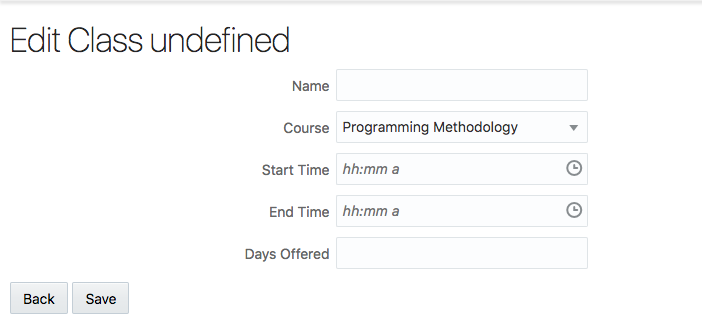 Edit Class undefined
Name
Course Programming Methodology
Start Time hh:mm a
End Time hh:mm a
Days Offered
Back Save